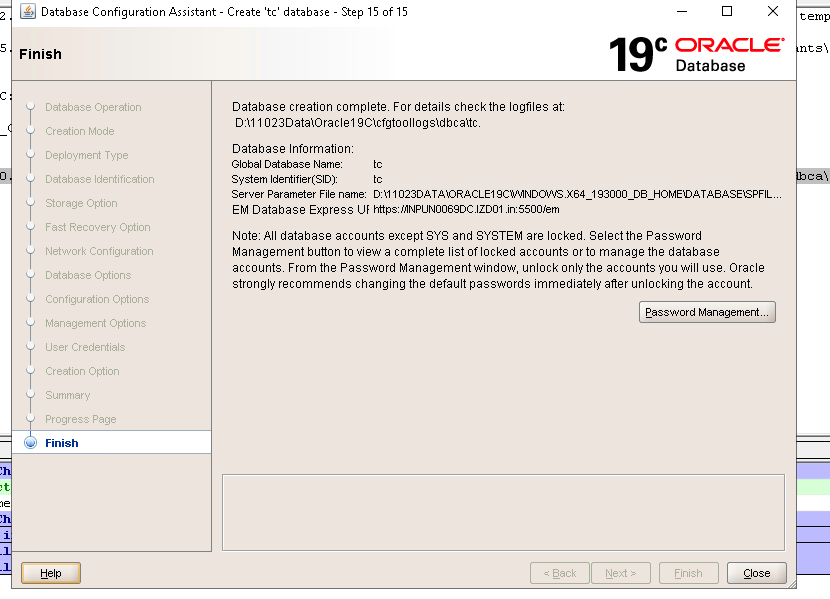 Database Configuration Assistant - Create 'tc' database - Step 15 of 15
Finish
19c ORACLE
Database
Database Operation
Creation Mode
Deployment Type
Database Identification
Storage Option
Fast Recovery Option
Network Configuration
Database Options
Configuration Options
Management Options
User Credentials
Creation Option
Summary
Progress Page
Finish
Database creation complete. For details check the logfiles at:
D:\11023Data\Oracle19C\cfgtoollogs\dbca\tc.
Database Information:
Global Database Name: tc
System Identifier(SID): tc
Server Parameter File name: D:\11023DATA\ORACLE19C\WINDOWS.X64_193000_DB_HOME\DATABASE\SPFIL...
EM Database Express UR https://INPUN0069DC.IZD01.in:5500/em
Note: All database accounts except SYS and SYSTEM are locked. Select the Password
Management button to view a complete list of locked accounts or to manage the database
accounts. From the Password Management window, unlock only the accounts you will use. Oracle
strongly recommends changing the default passwords immediately after unlocking the account.
Password Management...
Help
< Back
Next >
Finish
Close
temp
ants\
dbca\